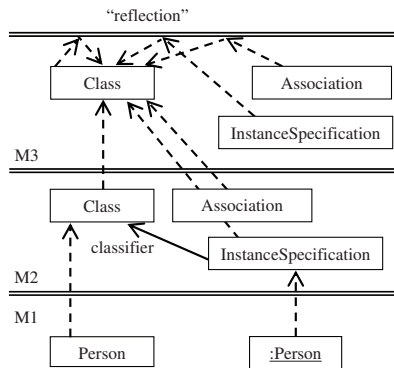 “reflection”
Class
Association
InstanceSpecification
M3
Class
Association
classifier
InstanceSpecification
M2
M1
Person
:Person